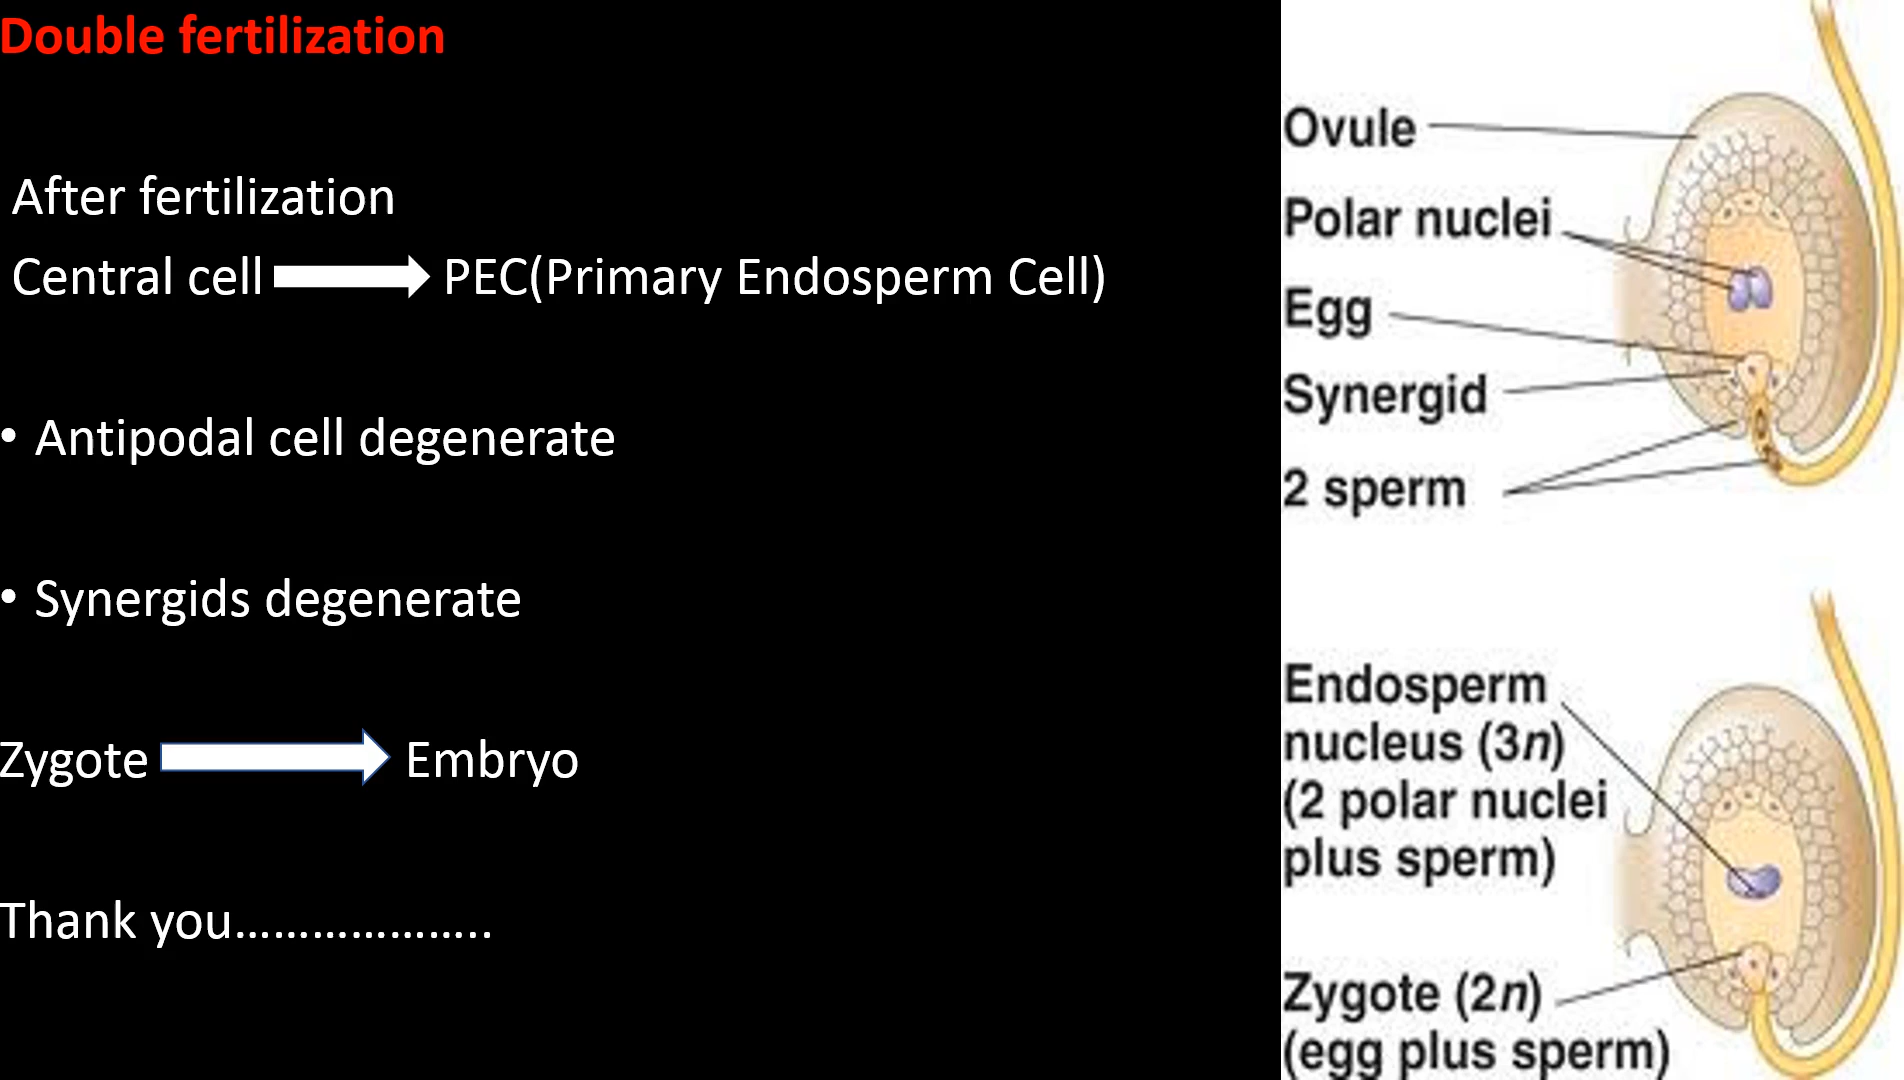 Double fertilization
After fertilization
Central cell PEC(Primary Endosperm Cell)
• Antipodal cell degenerate
• Synergids degenerate
Zygote Embryo
Thank you………………..
Ovule
Polar nuclei
Egg
Synergid
2 sperm
Endosperm
nucleus (3n)
(2 polar nuclei
plus sperm)
Zygote (2n)
(egg plus sperm)